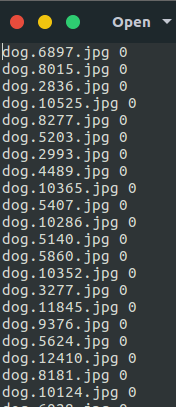 Open
dog.6897.jpg 0
dog.8015.jpg 0
dog.2836.jpg 0
dog.10525.jpg 0
dog.8277.jpg 0
dog.5203.jpg 0
dog.2993.jpg 0
dog.4489.jpg 0
dog.10365.jpg 0
dog.5407.jpg 0
dog.10286.jpg 0
dog.5140.jpg 0
dog.5860.jpg 0
dog.10352.jpg 0
dog.3277.jpg 0
dog.11845.jpg 0
dog.9376.jpg 0
dog.5624.jpg 0
dog.12410.jpg 0
dog.8181.jpg 0
dog.10124.jpg 0